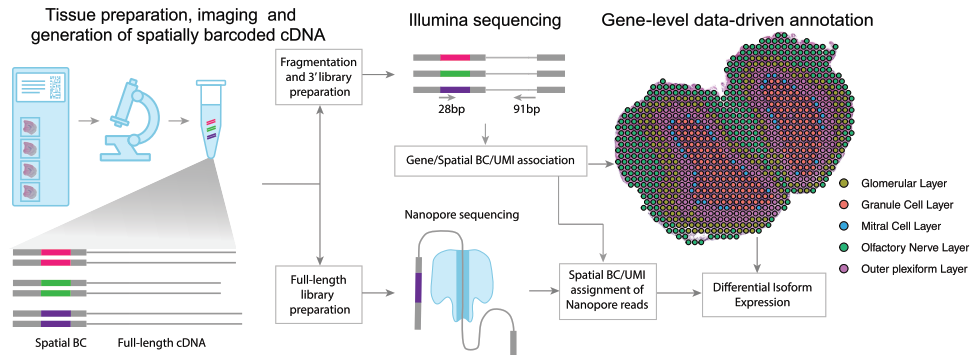 Tissue preparation, imaging and
generation of spatially barcoded cDNA
Illumina sequencing
Gene-level data-driven annotation
Fragmentation
and 3' library
preparation
28bp
91bp
Gene/Spatial BC/UMI association
Nanopore sequencing
Full-length
library
preparation
Spatial BC/UMI
assignment of
Nanopore reads
Differential Isoform
Expression
Glomerular Layer
Granule Cell Layer
Mitral Cell Layer
Olfactory Nerve Layer
Outer plexiform Layer
Spatial BC
Full-length cDNA